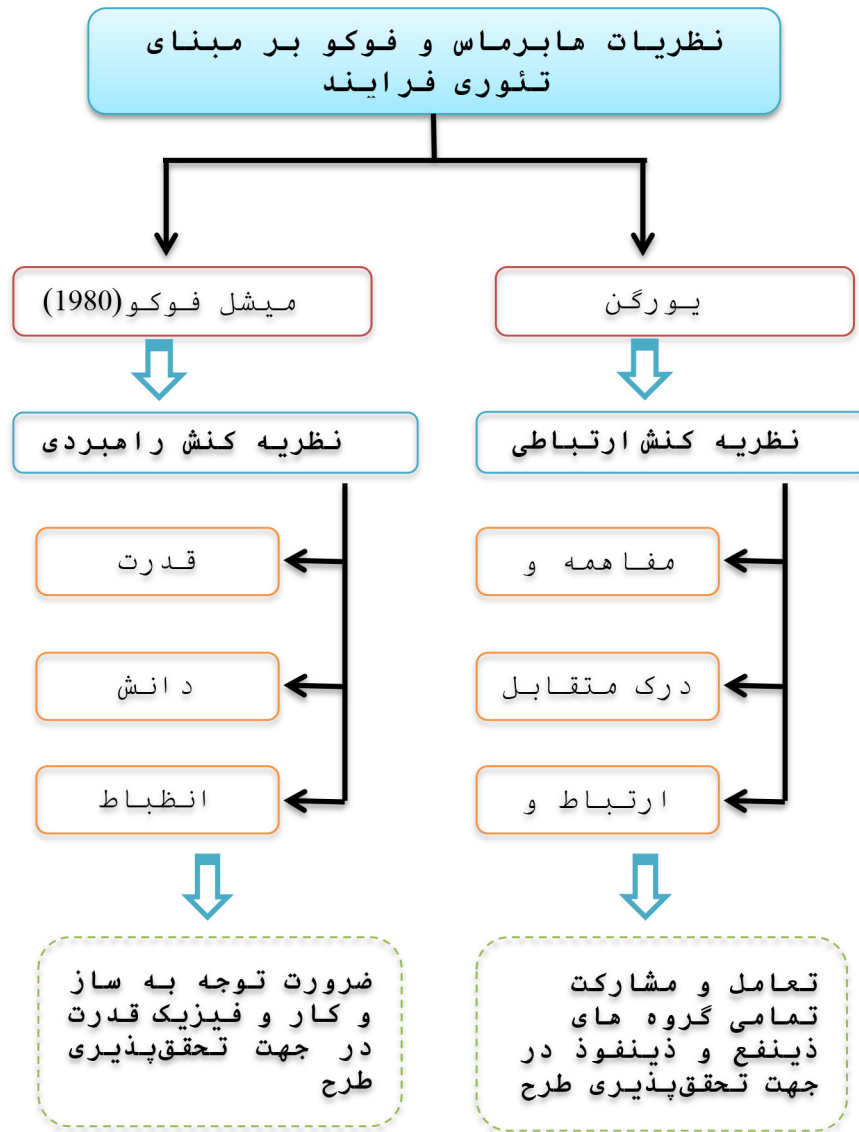 نظریات هابرماس و فوکو بر مبنای
تئوری فرایند
یورگن
میشل فوکو(1980)
نظریه کنش ارتباطی
نظریه کنش راهبردی
مفاهمه و
قدرت
درک متقابل
دانش
ارتباط و
انظباط
تعامل و مشارکت
تمامی گروه های
ذینفع و ذینفوذ در
جهت تحقق‌پذیری طرح
ضرورت توجه به ساز
و کار و فیزیک قدرت
در جهت تحقق‌پذیری
طرح